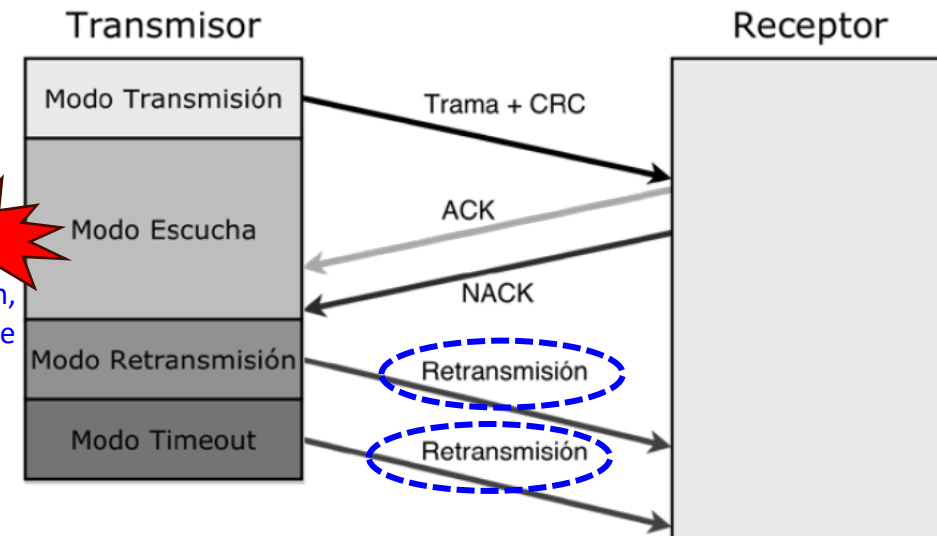 Transmisor
Receptor
Modo Transmisión
Trama + CRC
ACK
Modo Escucha
NACK
Modo Retransmisión
Retransmisión
Modo Timeout
Retransmisión